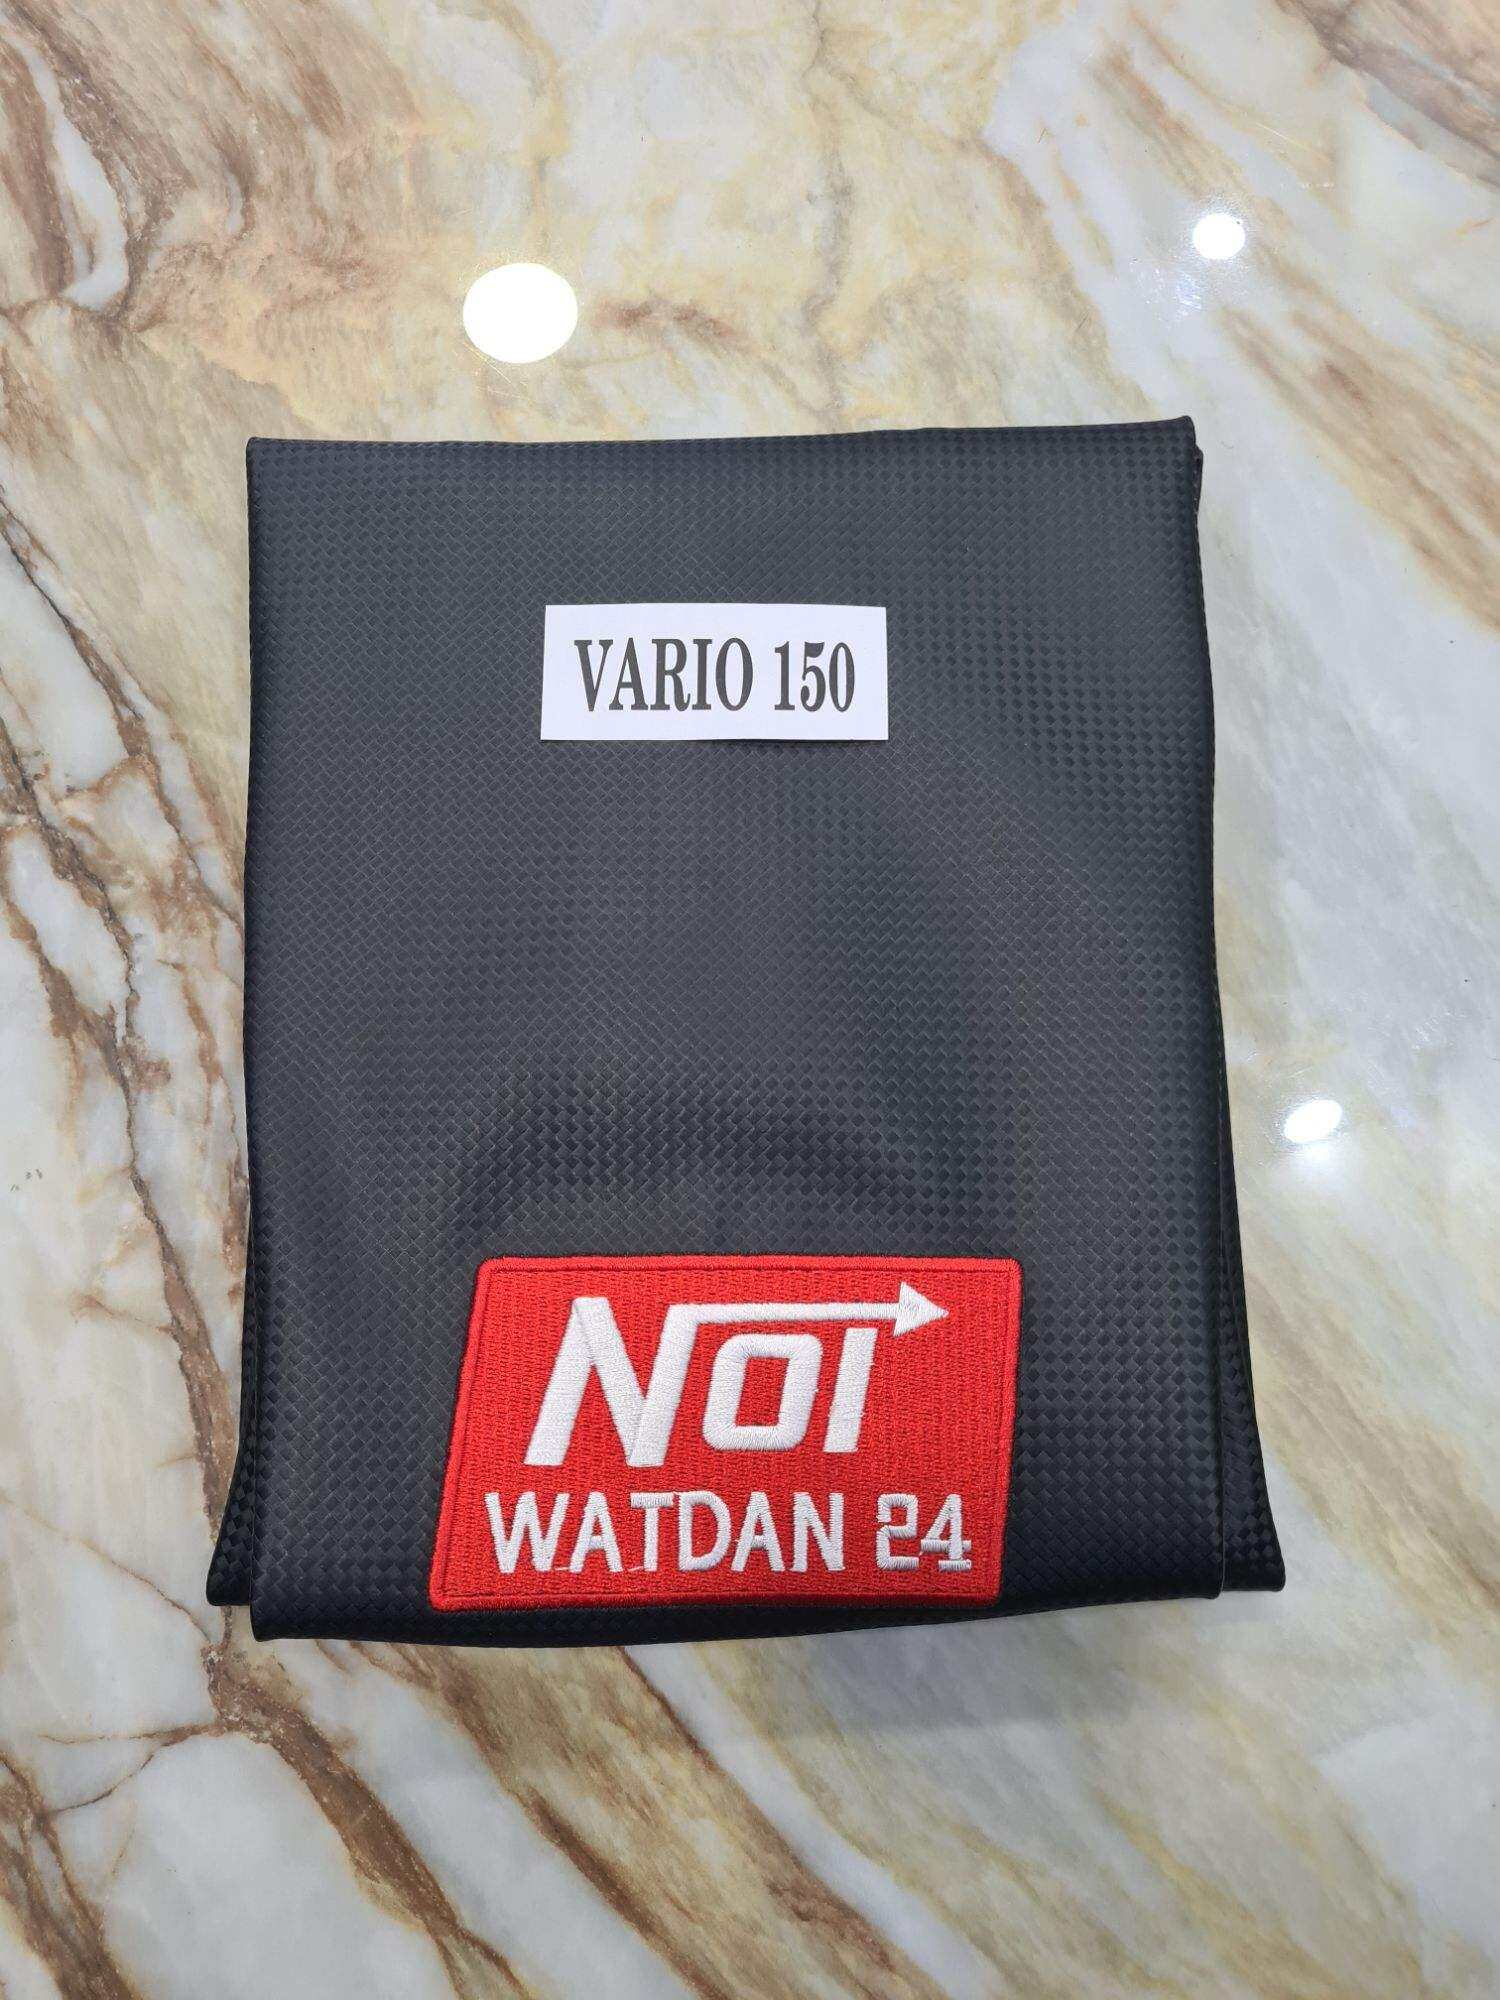 VARIO 150
NOI
WATDAN 24